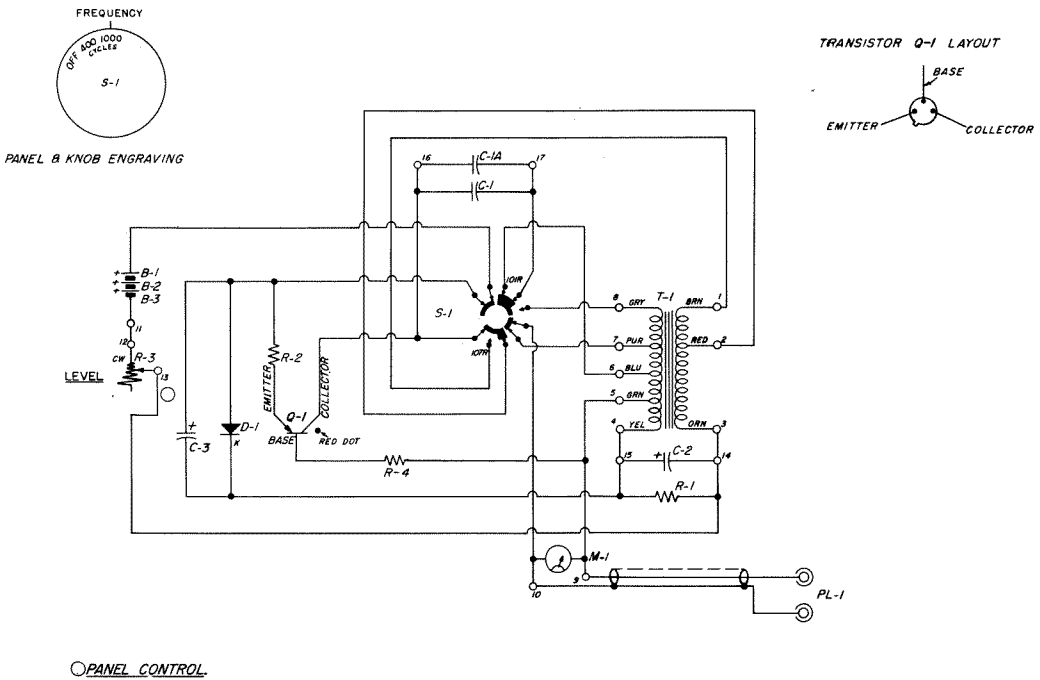 FREQUENCY
OFF 400 1000
CYCLES
S-1
PANEL & KNOB ENGRAVING
TRANSISTOR Q-1 LAYOUT
BASE
EMITTER
COLLECTOR
16
C-1A
17
C-1
+ B-1
+ B-2
+ B-3
11
12
CW R-3
13
LEVEL
101R
S-1
107R
8 GRY
T-1
BRN 1
7 PUR
RED 2
6 BLU
5 GRN
4 YEL
ORN 3
R-2
EMITTER
COLLECTOR
Q-1
BASE
RED DOT
+
C-3
D-1
K
R-4
15
+ C-2
14
R-1
M-1
9
10
PL-1
PANEL CONTROL.